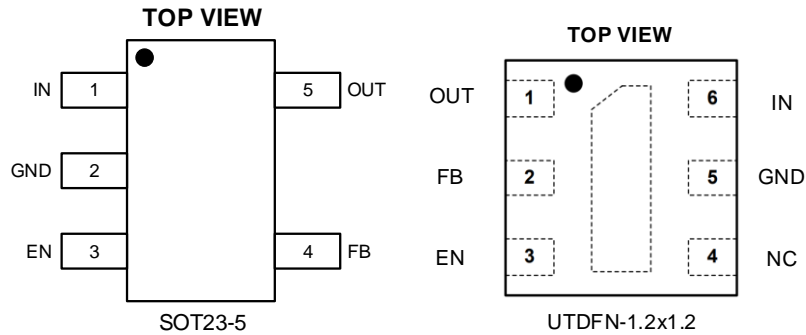 TOP VIEW
IN 1 5 OUT
GND 2
EN 3 4 FB
SOT23-5
TOP VIEW
OUT 1 6 IN
FB 2 5 GND
EN 3 4 NC
UTDFN-1.2x1.2